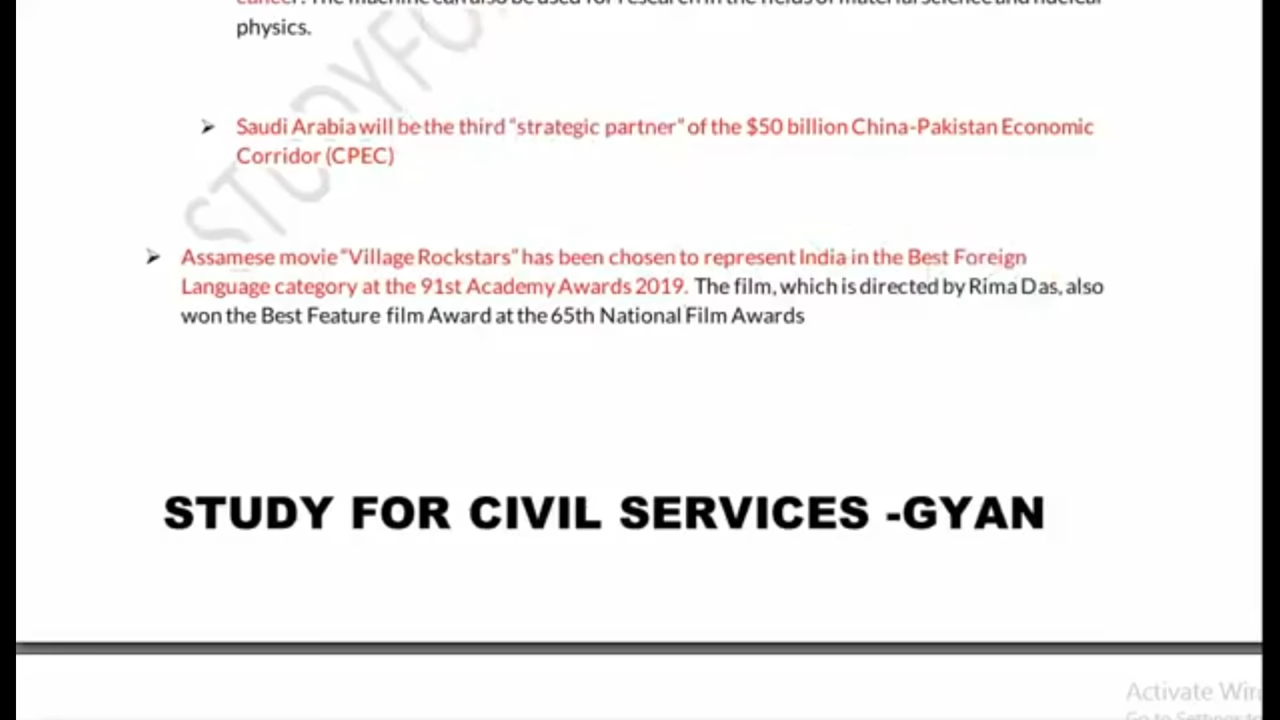 physics.
Saudi Arabia will be the third "strategic partner" of the $50 billion China-Pakistan Economic
Corridor (CPEC)
Assamese movie "Village Rockstars" has been chosen to represent India in the Best Foreign
Language category at the 91st Academy Awards 2019. The film, which is directed by Rima Das, also
won the Best Feature film Award at the 65th National Film Awards
STUDY FOR CIVIL SERVICES -GYAN
Activate